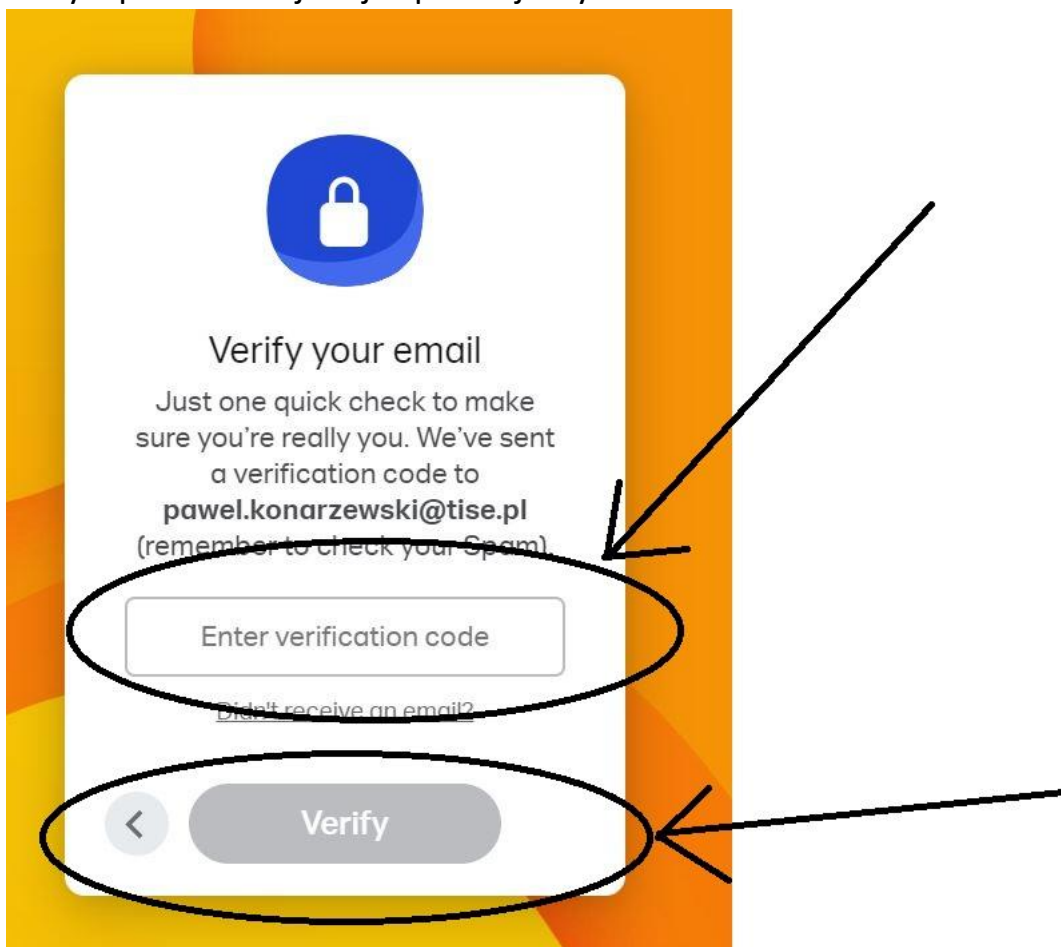 Verify your email
Just one quick check to make
sure you're really you. We've sent
a verification code to
pawel.konarzewski@tise.pl
(remember to check your Spam).
Enter verification code
Didn't receive an email?
Verify